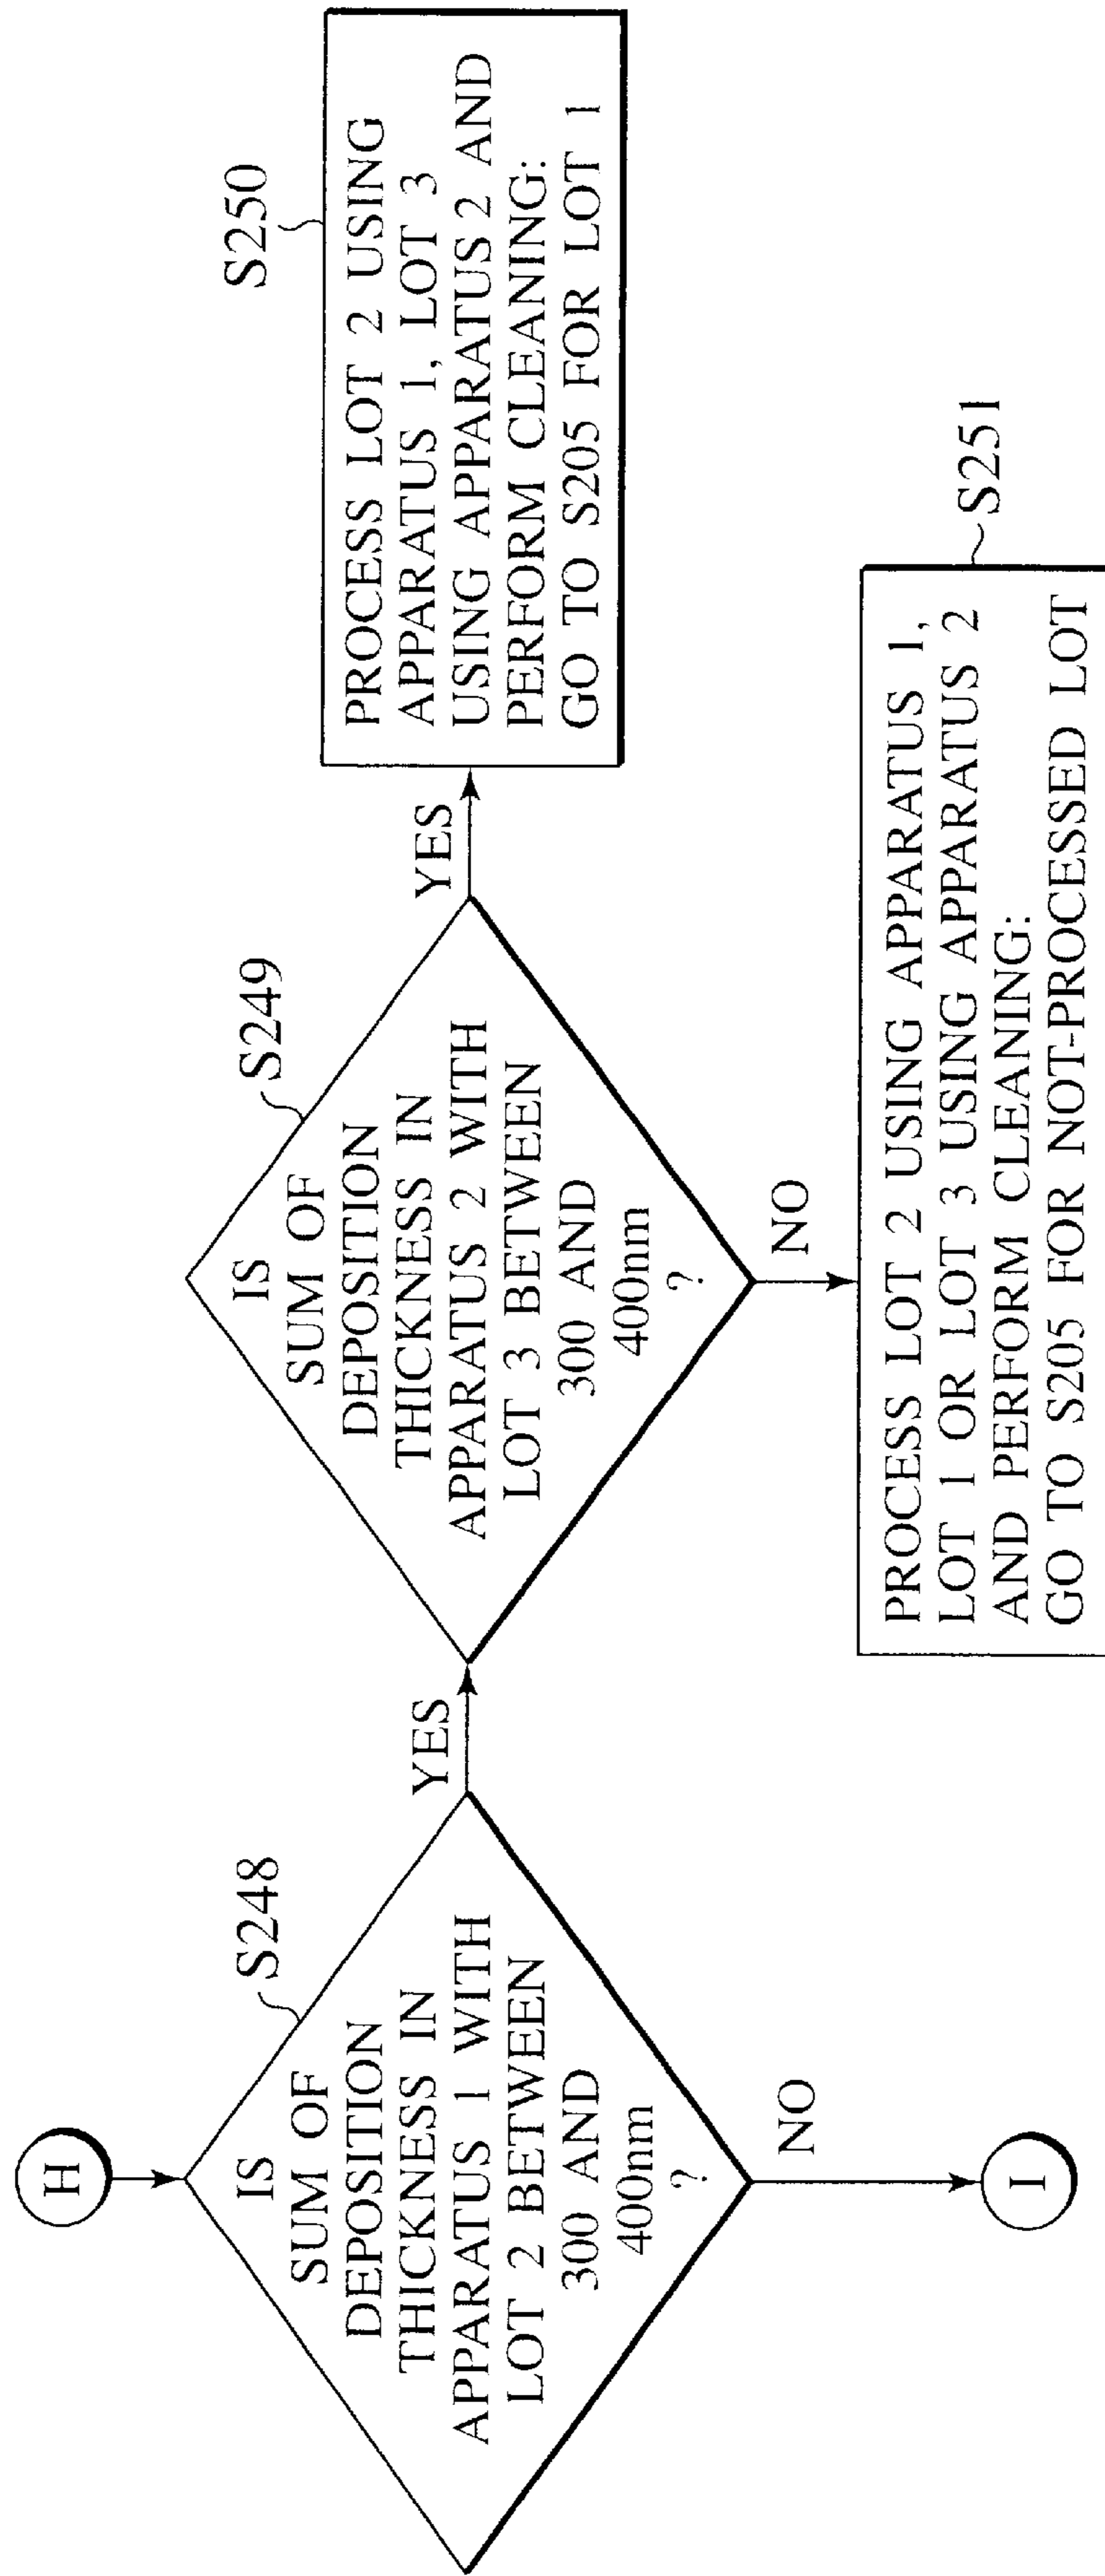 H
S248
IS
SUM OF
DEPOSITION
THICKNESS IN
APPARATUS 1 WITH
LOT 2 BETWEEN
300 AND
400nm
?
YES
NO
I
S249
IS
SUM OF
DEPOSITION
THICKNESS IN
APPARATUS 2 WITH
LOT 3 BETWEEN
300 AND
400nm
?
YES
NO
S250
PROCESS LOT 2 USING
APPARATUS 1, LOT 3
USING APPARATUS 2 AND
PERFORM CLEANING:
GO TO S205 FOR LOT 1
S251
PROCESS LOT 2 USING APPARATUS 1,
LOT 1 OR LOT 3 USING APPARATUS 2
AND PERFORM CLEANING:
GO TO S205 FOR NOT-PROCESSED LOT